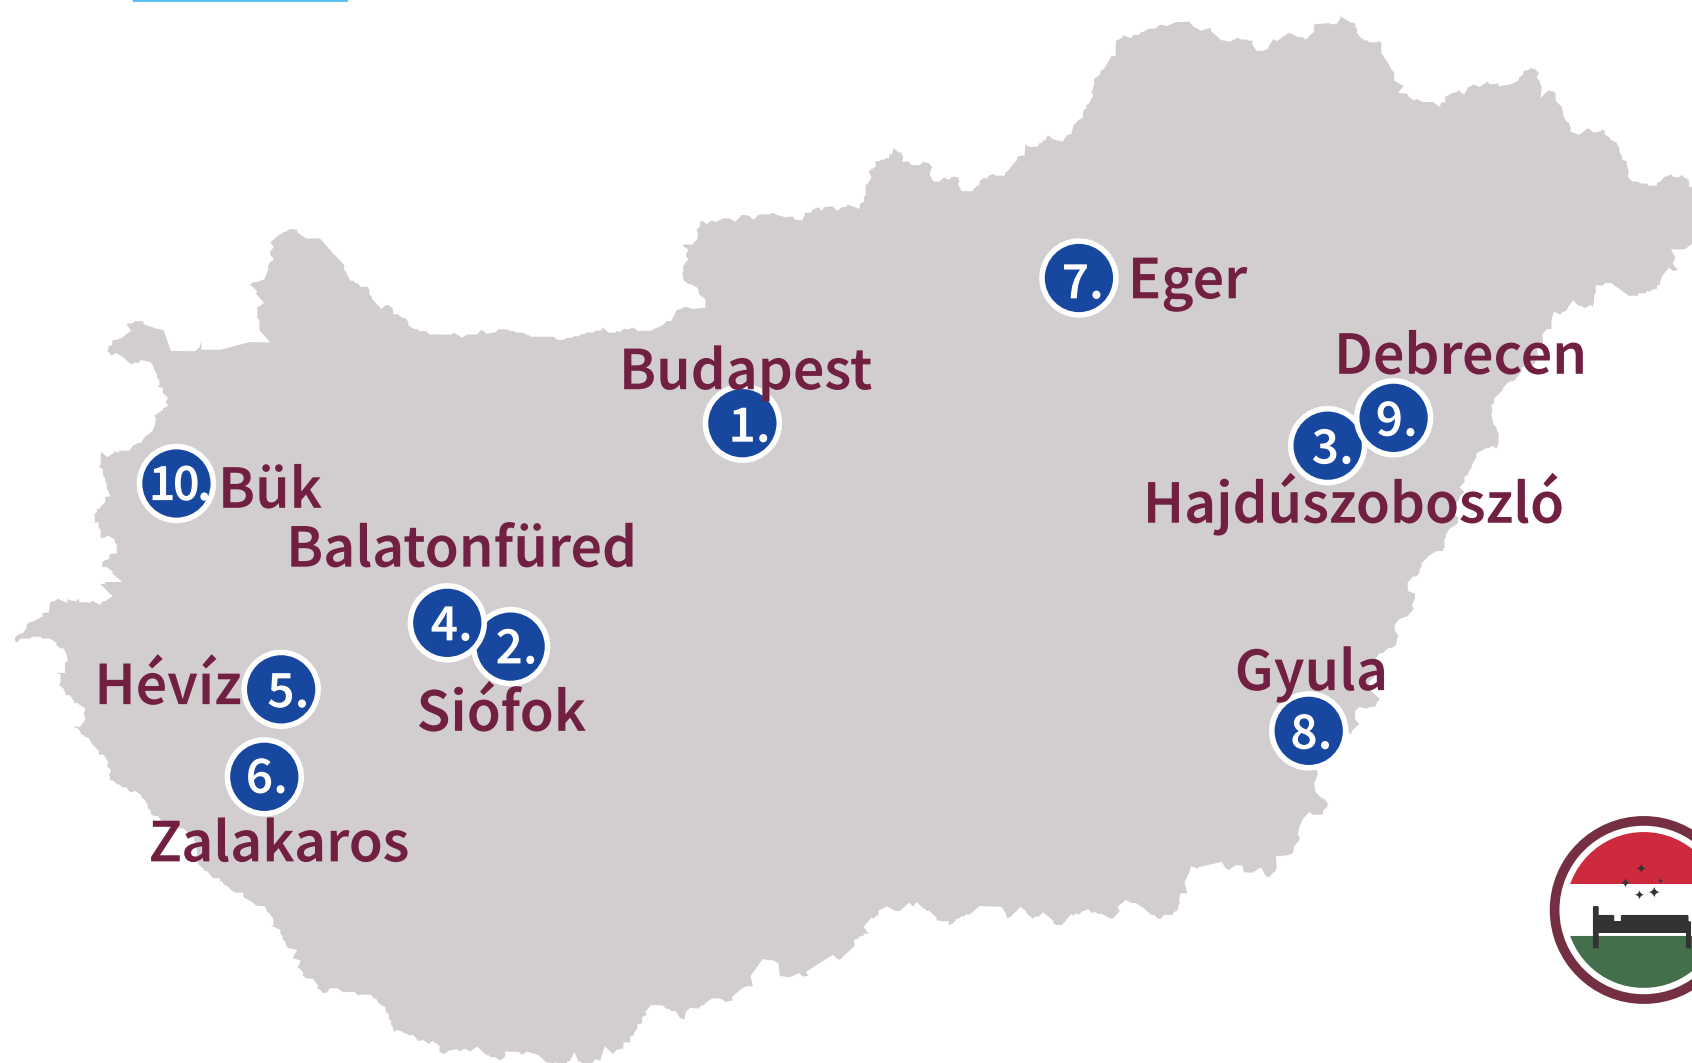 7. Eger
Debrecen
9.
Budapest
1.
3.
Hajdúszoboszló
10. Bük
Balatonfüred
4.
2.
Siófok
Hévíz 5.
Gyula
8.
6.
Zalakaros